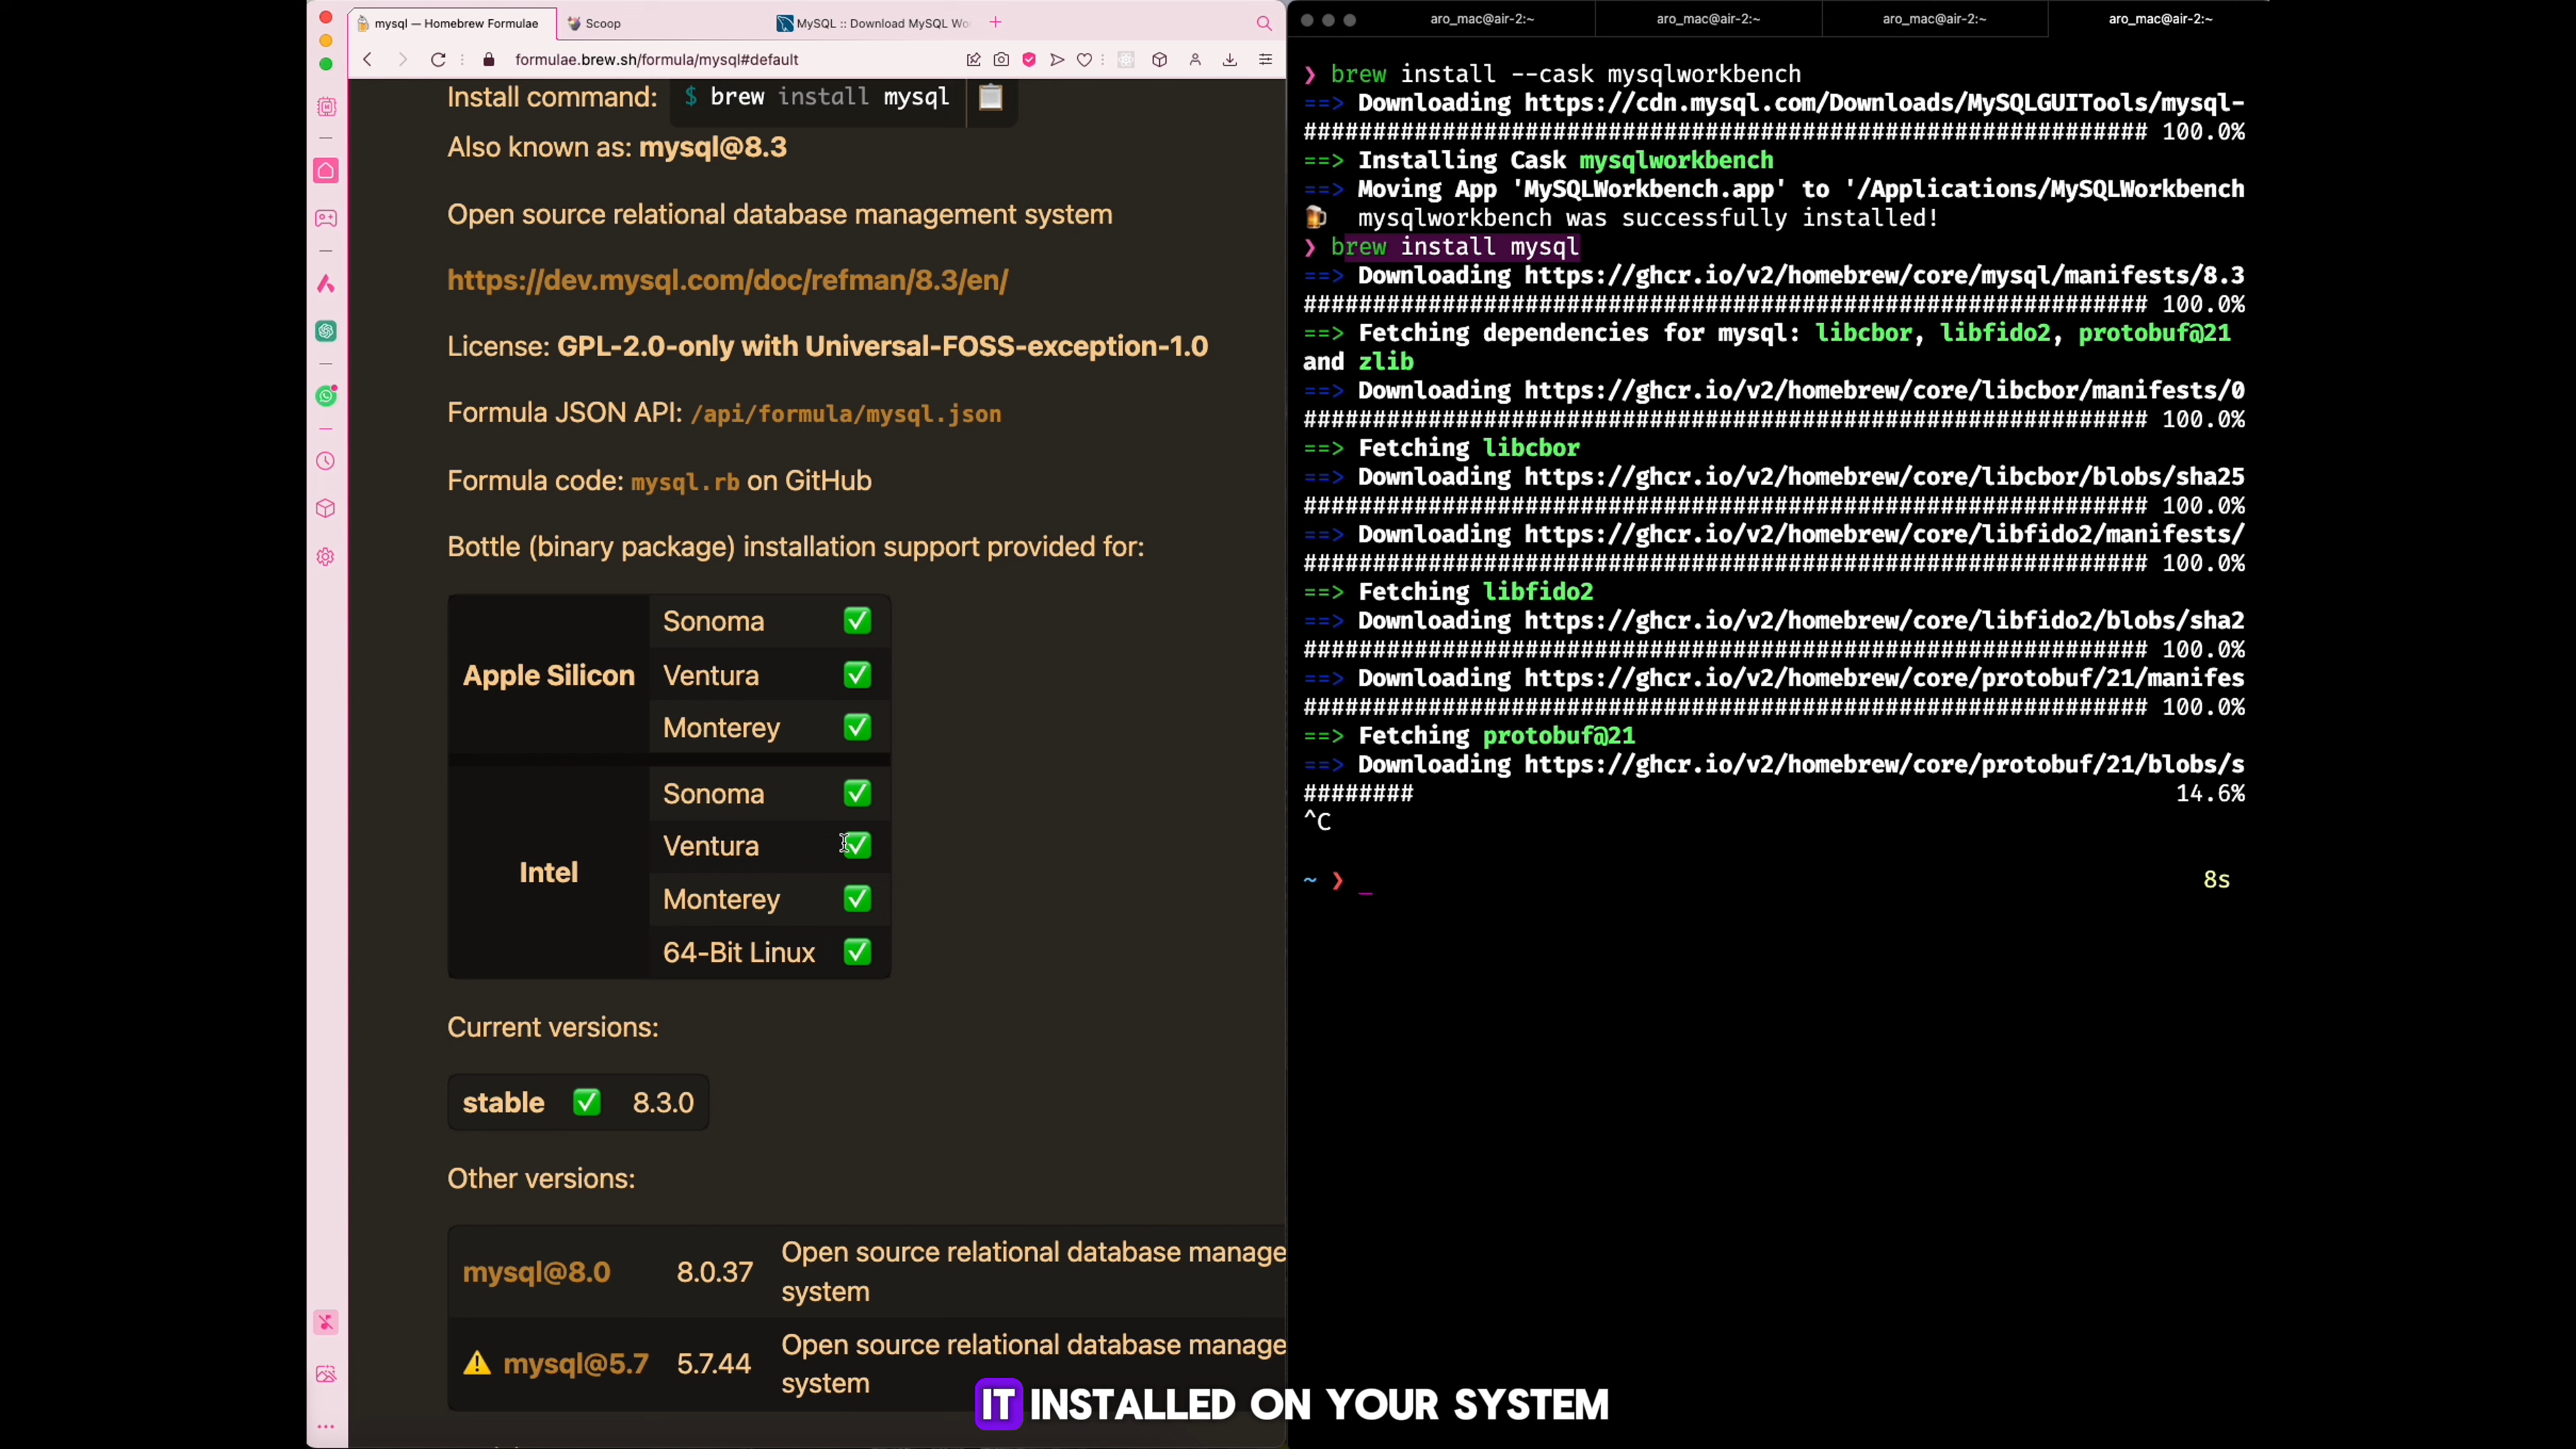 mysql — Homebrew Formulae
Scoop
MySQL :: Download MySQL Wo
formulae.brew.sh/formula/mysql#default
Install command: $ brew install mysql
Also known as: mysql@8.3
Open source relational database management system
https://dev.mysql.com/doc/refman/8.3/en/
License: GPL-2.0-only with Universal-FOSS-exception-1.0
Formula JSON API: /api/formula/mysql.json
Formula code: mysql.rb on GitHub
Bottle (binary package) installation support provided for:
Apple Silicon
Sonoma ✅
Ventura ✅
Monterey ✅
Intel
Sonoma ✅
Ventura ✅
Monterey ✅
64-Bit Linux ✅
Current versions:
stable ✅ 8.3.0
Other versions:
mysql@8.0 8.0.37 Open source relational database manage
system
⚠️ mysql@5.7 5.7.44 Open source relational database manage
system
aro_mac@air-2:~ aro_mac@air-2:~ aro_mac@air-2:~ aro_mac@air-2:~
❯ brew install --cask mysqlworkbench
==> Downloading https://cdn.mysql.com/Downloads/MySQLGUITools/mysql-
############################################################# 100.0%
==> Installing Cask mysqlworkbench
==> Moving App 'MySQLWorkbench.app' to '/Applications/MySQLWorkbench
🍺 mysqlworkbench was successfully installed!
❯ brew install mysql
==> Downloading https://ghcr.io/v2/homebrew/core/mysql/manifests/8.3
############################################################# 100.0%
==> Fetching dependencies for mysql: libcbor, libfido2, protobuf@21
and zlib
==> Downloading https://ghcr.io/v2/homebrew/core/libcbor/manifests/0
############################################################# 100.0%
==> Fetching libcbor
==> Downloading https://ghcr.io/v2/homebrew/core/libcbor/blobs/sha25
############################################################# 100.0%
==> Downloading https://ghcr.io/v2/homebrew/core/libfido2/manifests/
############################################################# 100.0%
==> Fetching libfido2
==> Downloading https://ghcr.io/v2/homebrew/core/libfido2/blobs/sha2
############################################################# 100.0%
==> Downloading https://ghcr.io/v2/homebrew/core/protobuf/21/manifes
############################################################# 100.0%
==> Fetching protobuf@21
==> Downloading https://ghcr.io/v2/homebrew/core/protobuf/21/blobs/s
######## 14.6%
^C
~ ❯ _ 8s
IT INSTALLED ON YOUR SYSTEM